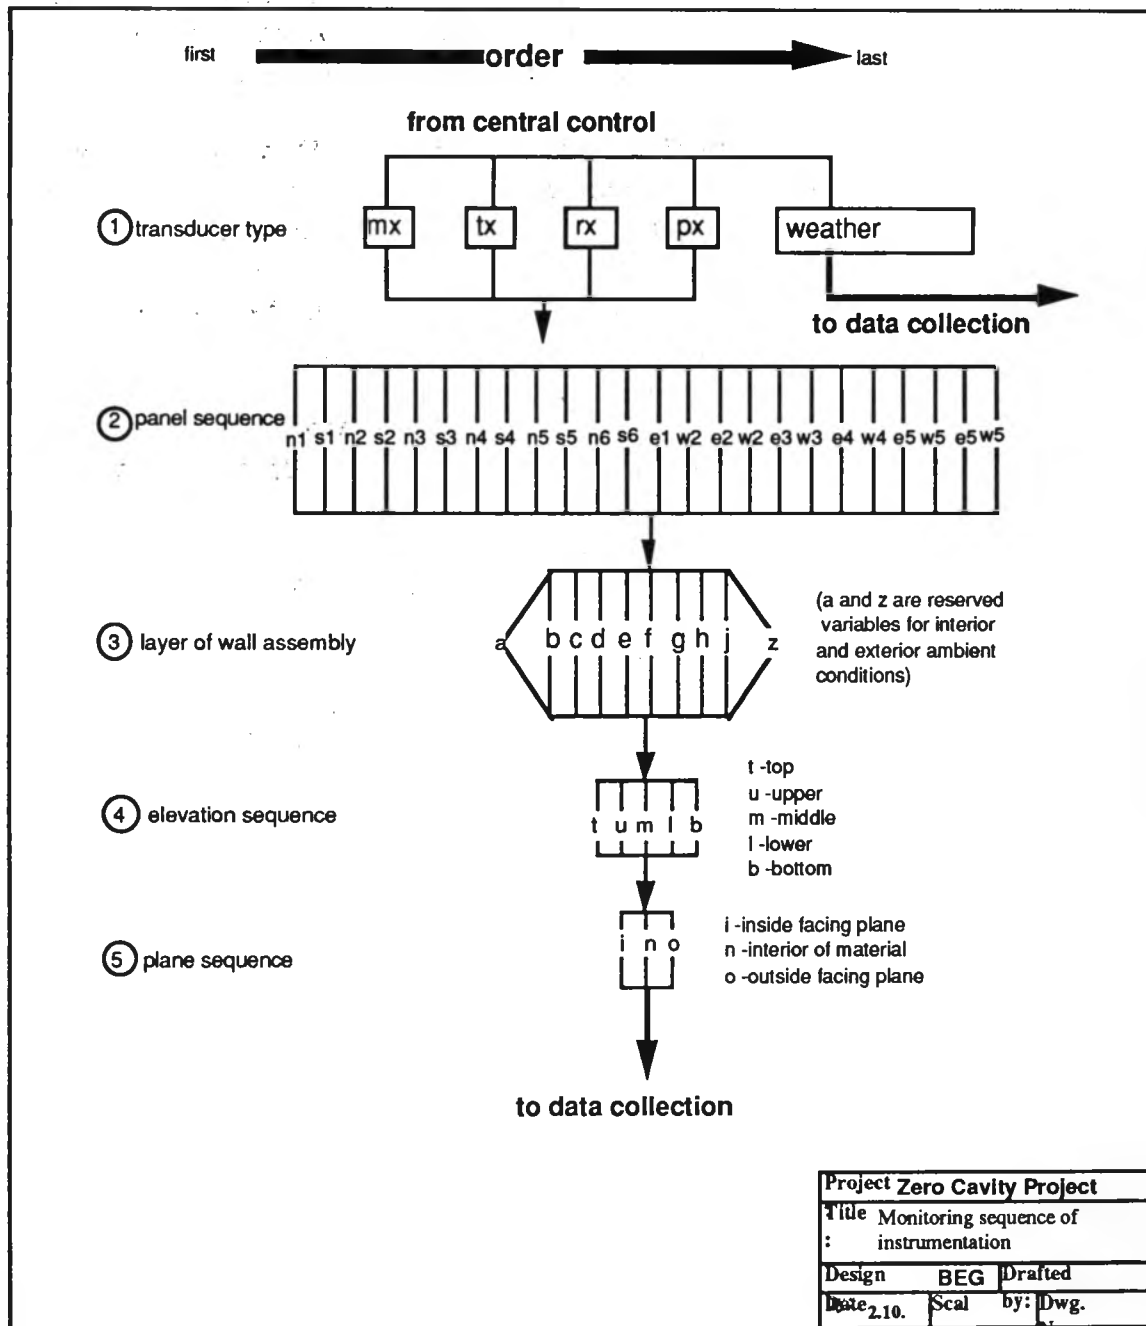 first order last
from central control
1 transducer type mx tx rx px weather
to data collection
2 panel sequence n1 s1 n2 s2 n3 s3 n4 s4 n5 s5 n6 s6 e1 w2 e2 w2 e3 w3 e4 w4 e5 w5 e5 w5
(a and z are reserved
variables for interior
and exterior ambient
conditions)
3 layer of wall assembly a b c d e f g h j z
4 elevation sequence t u m l b
t -top
u -upper
m -middle
l -lower
b -bottom
5 plane sequence i n o
i -inside facing plane
n -interior of material
o -outside facing plane
to data collection
Project Zero Cavity Project
Title Monitoring sequence of
: instrumentation
Design BEG Drafted
Date 2.10. Scal by: Dwg.